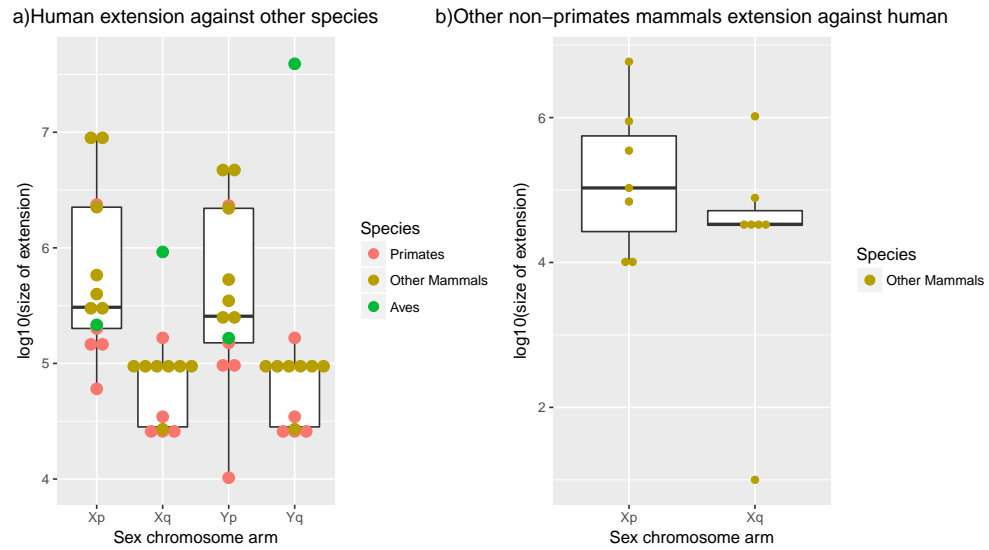 a)Human extension against other species
b)Other non−primates mammals extension against human
log10(size of extension)
7
6
5
4
Xp
Xq
Yp
Yq
Sex chromosome arm
Species
Primates
Other Mammals
Aves
log10(size of extension)
6
4
2
Xp
Xq
Sex chromosome arm
Species
Other Mammals